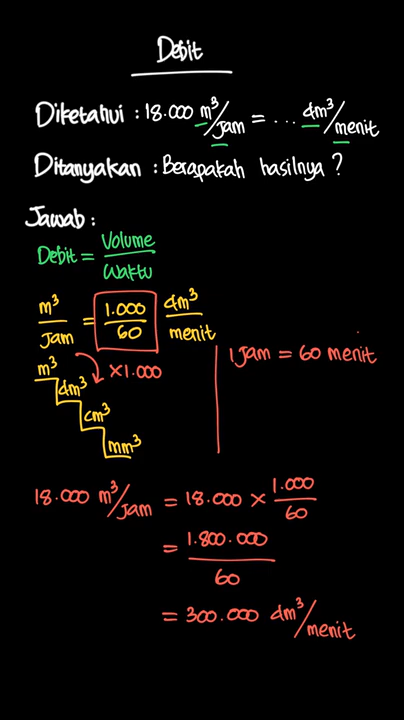 Debit
Diketahui : 18.000 m³/jam = ... dm³/menit
Ditanyakan : Berapakah hasilnya ?
Jawab :
Debit = Volume/Waktu
m³/Jam = 1.000/60 dm³/menit
1 Jam = 60 menit
m³
×1.000
dm³
cm³
mm³
18.000 m³/jam = 18.000 × 1.000/60
= 1.800.000/60
= 300.000 dm³/menit